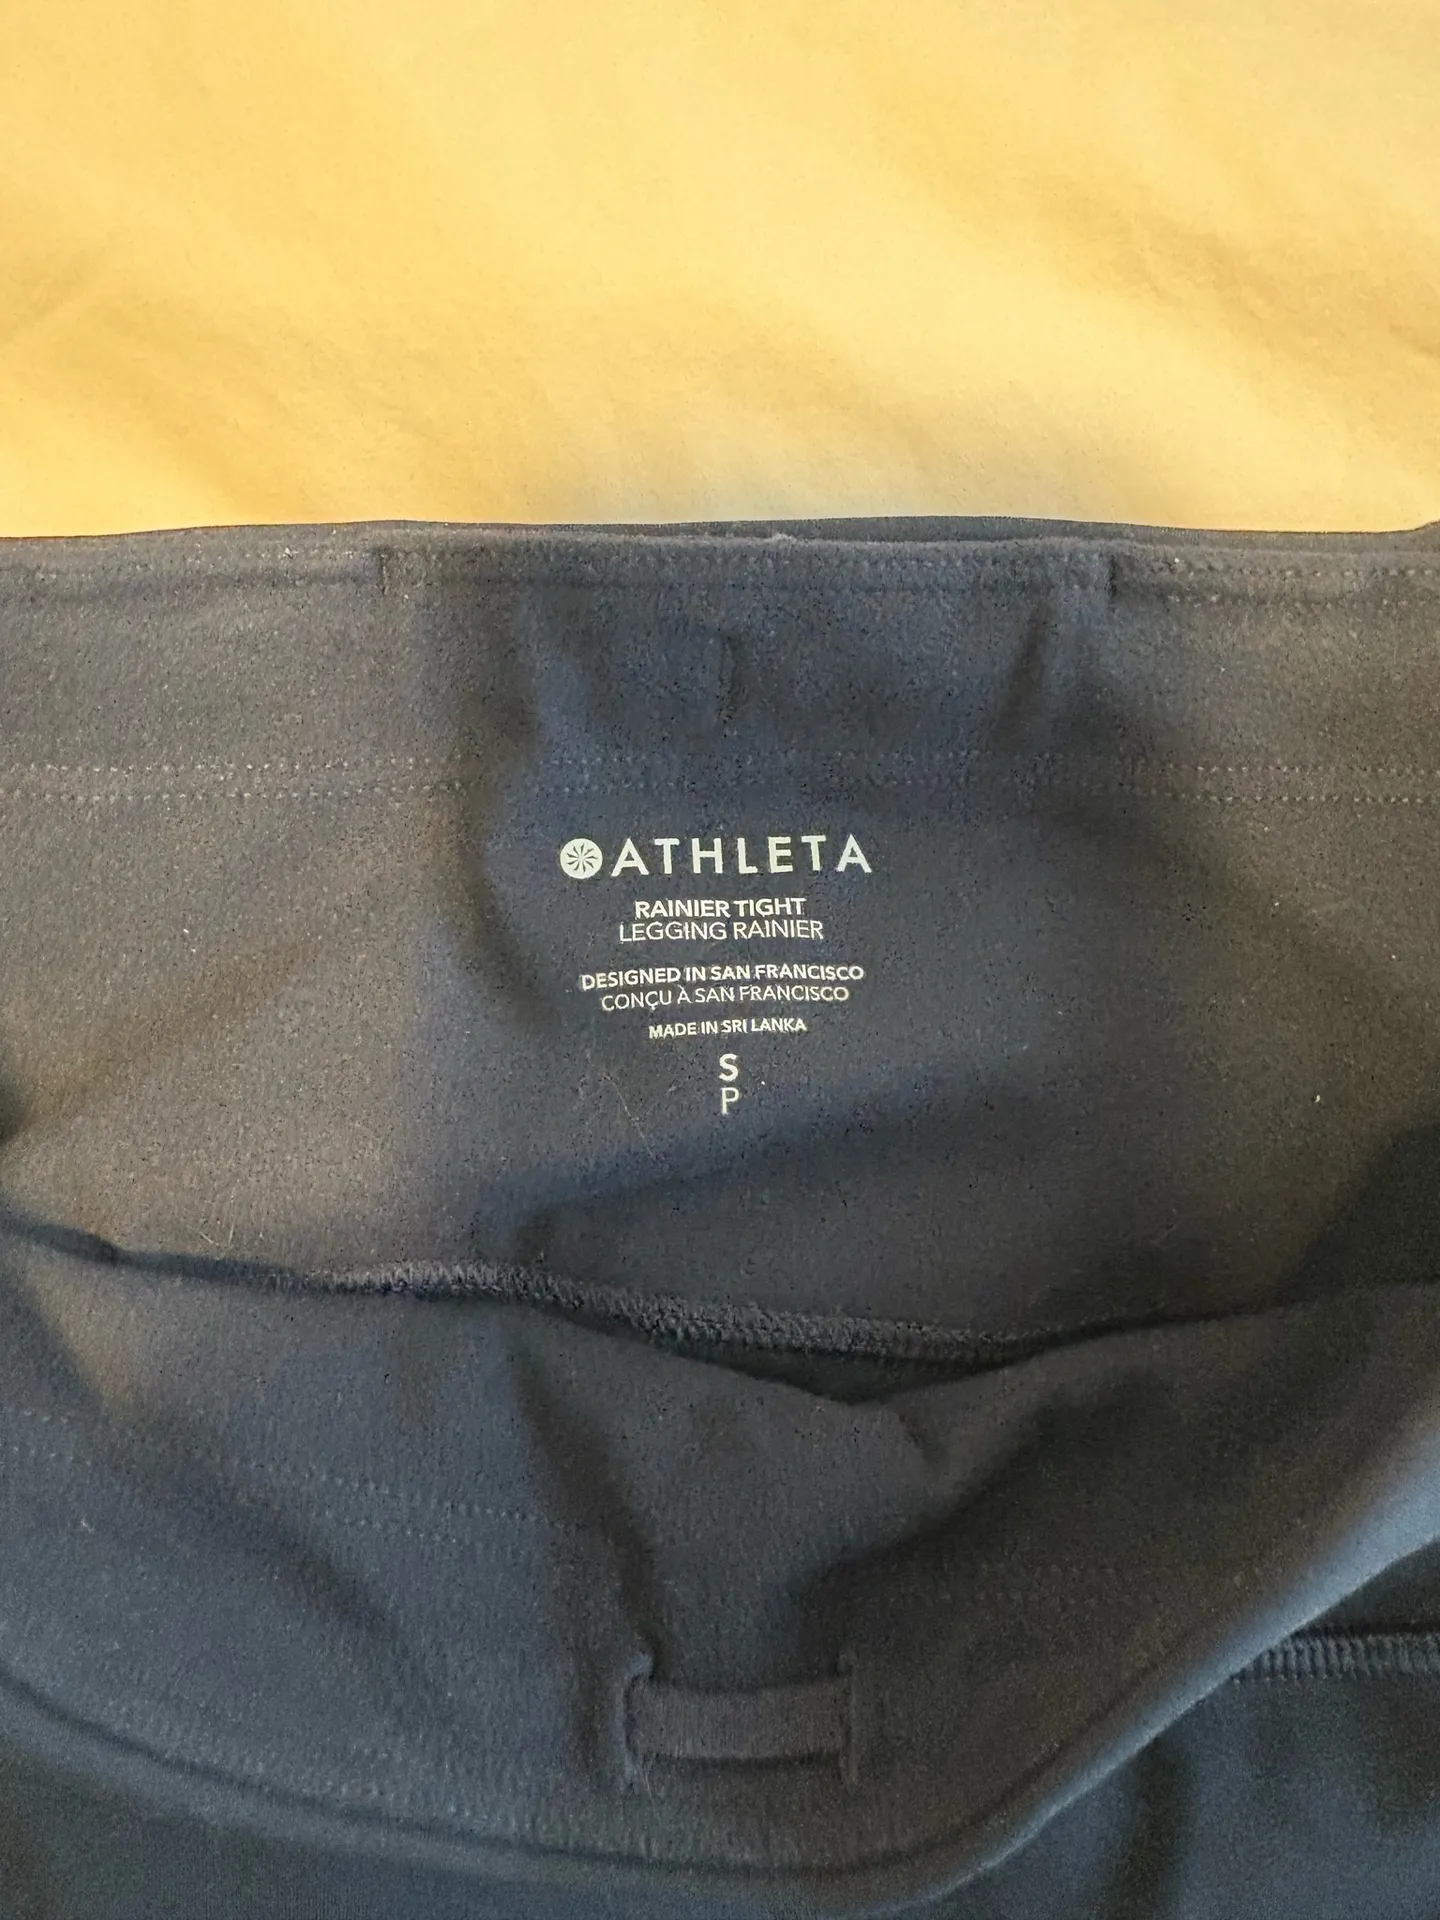 ATHLETA
RAINIER TIGHT
LEGGING RAINIER
DESIGNED IN SAN FRANCISCO
CONÇU À SAN FRANCISCO
MADE IN SRI LANKA
S
P